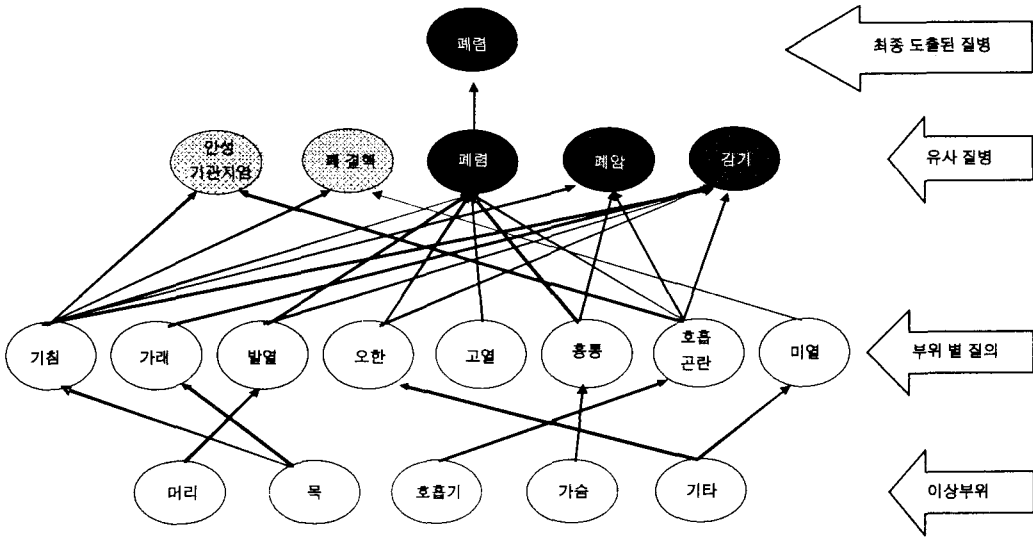 폐렴
최종 도출된 질병
만성
기관지염
폐 결핵
폐렴
폐암
감기
유사 질병
기침
가래
발열
오한
고열
흉통
호흡
곤란
미열
부위 별 질의
머리
목
호흡기
가슴
기타
이상부위